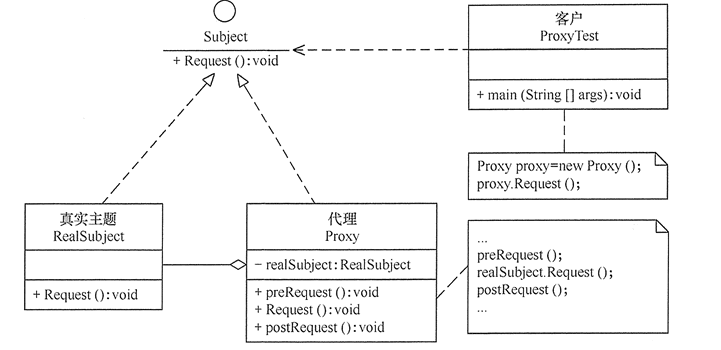 Subject
+ Request ():void
客户
ProxyTest
+ main (String [] args):void
Proxy proxy=new Proxy ();
proxy.Request ();
真实主题
RealSubject
+ Request ():void
代理
Proxy
− realSubject:RealSubject
+ preRequest ():void
+ Request ():void
+ postRequest ():void
...
preRequest ();
realSubject.Request ();
postRequest ();
...